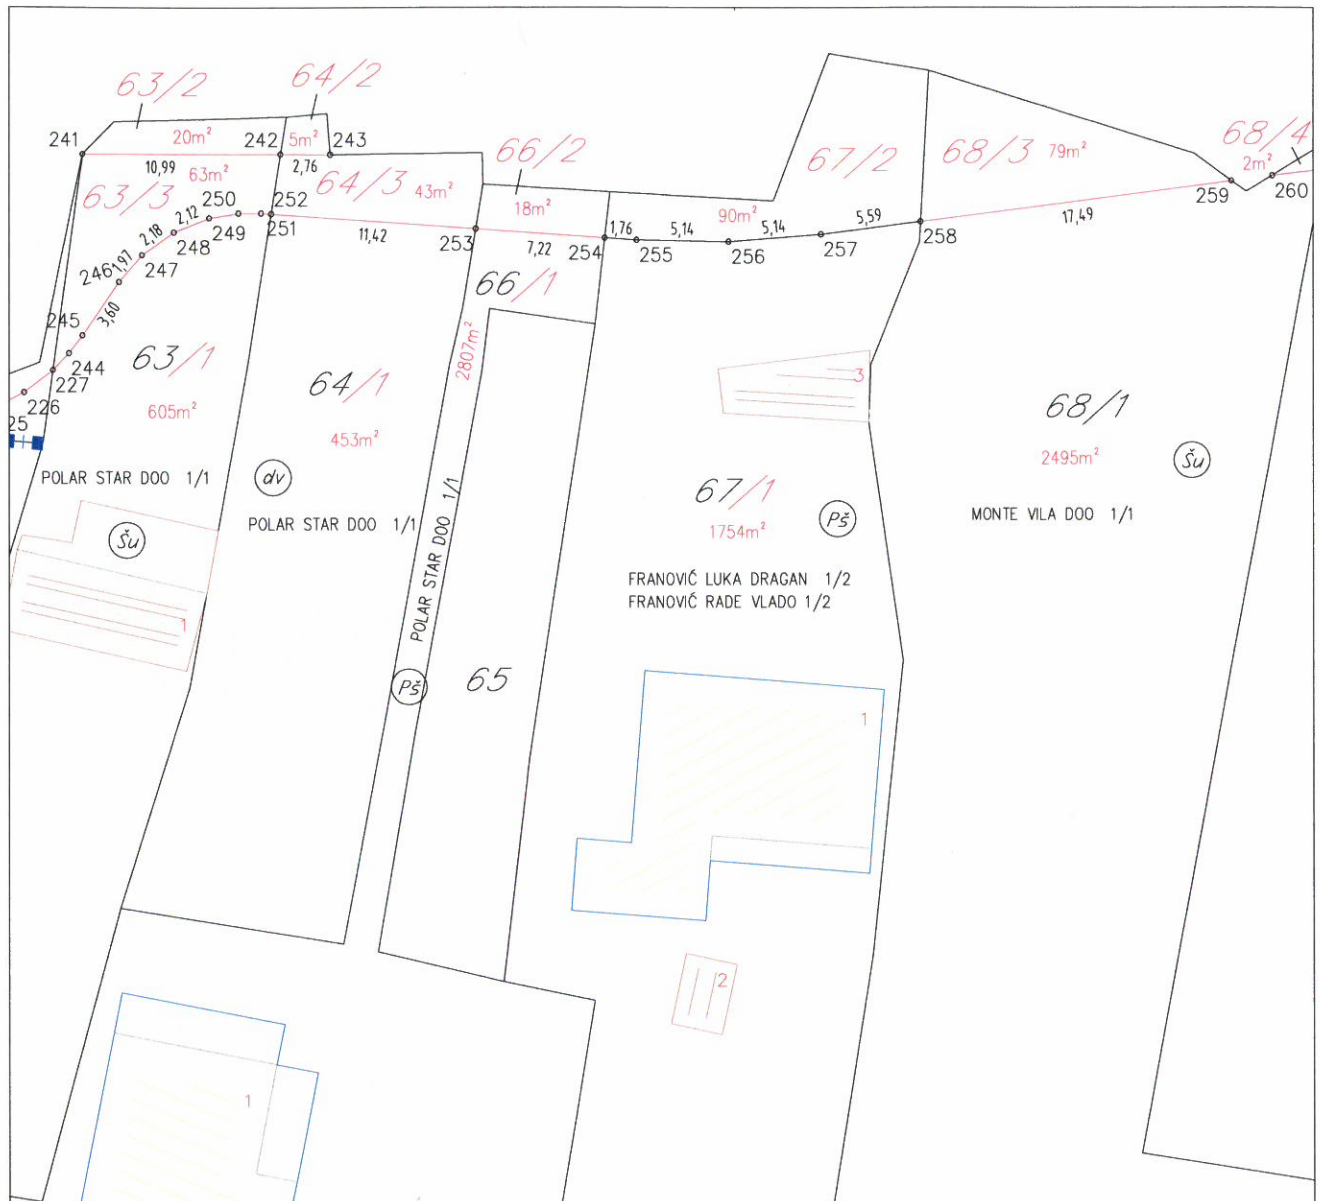 64/2
63/2
20m²
5m²
241
242
243
66/2
67/2
68/3
79m²
68/4
2m²
10,99
63m²
2,76
64/3
43m²
63/3
18m²
90m²
259
260
250
252
2,12
249
251
2,18
248
11,42
253
7,22
254
1,76
255
5,14
256
5,14
257
5,59
258
17,49
246
1,97
247
66/1
3,60
245
244
63/1
2807m²
3
227
64/1
68/1
226
605m²
25
453m²
2495m²
Šu
POLAR STAR DOO 1/1
dv
67/1
Pš
MONTE VILA DOO 1/1
POLAR STAR DOO 1/1
1754m²
Šu
POLAR STAR DOO 1/1
FRANOVIĆ LUKA DRAGAN 1/2
FRANOVIĆ RADE VLADO 1/2
1
Pš
65
1
2
1